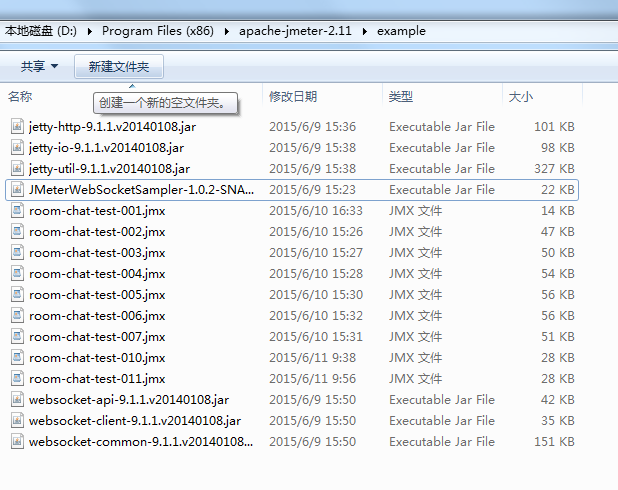 本地磁盘 (D:) ▸ Program Files (x86) ▸ apache-jmeter-2.11 ▸ example
共享 ▼ 新建文件夹
名称 修改日期 类型 大小
创建一个新的空文件夹。
jetty-http-9.1.1.v20140108.jar 2015/6/9 15:36 Executable Jar File 101 KB
jetty-io-9.1.1.v20140108.jar 2015/6/9 15:38 Executable Jar File 98 KB
jetty-util-9.1.1.v20140108.jar 2015/6/9 15:38 Executable Jar File 327 KB
JMeterWebSocketSampler-1.0.2-SNA... 2015/6/9 15:23 Executable Jar File 22 KB
room-chat-test-001.jmx 2015/6/10 16:33 JMX 文件 14 KB
room-chat-test-002.jmx 2015/6/10 15:26 JMX 文件 47 KB
room-chat-test-003.jmx 2015/6/10 15:27 JMX 文件 50 KB
room-chat-test-004.jmx 2015/6/10 15:28 JMX 文件 54 KB
room-chat-test-005.jmx 2015/6/10 15:30 JMX 文件 56 KB
room-chat-test-006.jmx 2015/6/10 15:32 JMX 文件 56 KB
room-chat-test-007.jmx 2015/6/10 15:31 JMX 文件 51 KB
room-chat-test-010.jmx 2015/6/11 9:38 JMX 文件 28 KB
room-chat-test-011.jmx 2015/6/11 9:56 JMX 文件 28 KB
websocket-api-9.1.1.v20140108.jar 2015/6/9 15:50 Executable Jar File 42 KB
websocket-client-9.1.1.v20140108.jar 2015/6/9 15:50 Executable Jar File 35 KB
websocket-common-9.1.1.v20140108... 2015/6/9 15:50 Executable Jar File 151 KB